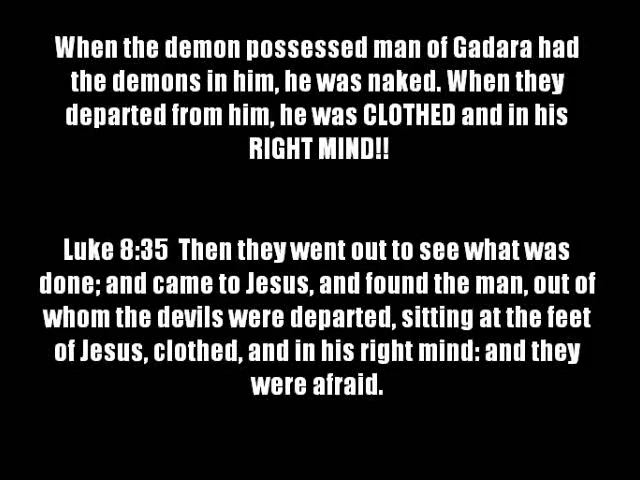 When the demon possessed man of Gadara had
the demons in him, he was naked. When they
departed from him, he was CLOTHED and in his
RIGHT MIND!!
Luke 8:35  Then they went out to see what was
done; and came to Jesus, and found the man, out of
whom the devils were departed, sitting at the feet
of Jesus, clothed, and in his right mind: and they
were afraid.